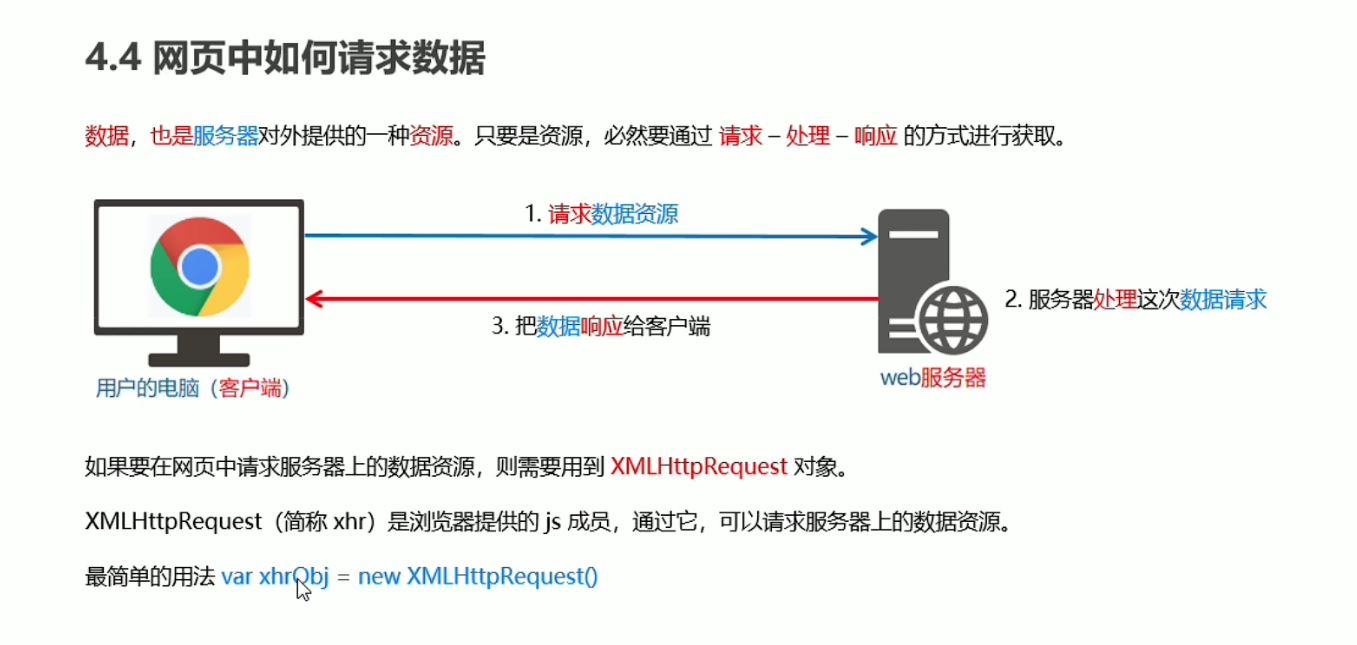 4.4 网页中如何请求数据
数据，也是服务器对外提供的一种资源。只要是资源，必然要通过 请求 – 处理 – 响应 的方式进行获取。
1. 请求数据资源
2. 服务器处理这次数据请求
3. 把数据响应给客户端
用户的电脑（客户端）
web服务器
如果要在网页中请求服务器上的数据资源，则需要用到 XMLHttpRequest 对象。
XMLHttpRequest（简称 xhr）是浏览器提供的 js 成员，通过它，可以请求服务器上的数据资源。
最简单的用法 var xhrObj = new XMLHttpRequest()